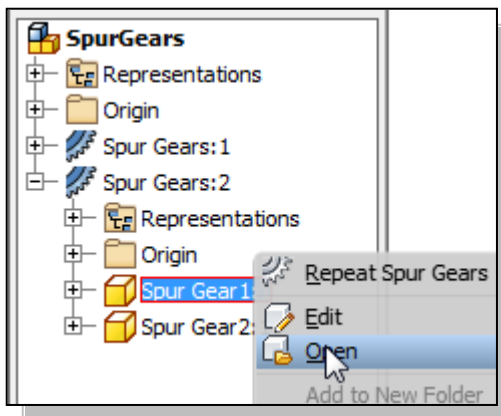 SpurGears
Representations
Origin
Spur Gears:1
Spur Gears:2
Representations
Origin
Repeat Spur Gears
Spur Gear1:
Edit
Spur Gear2:
Open
Add to New Folder